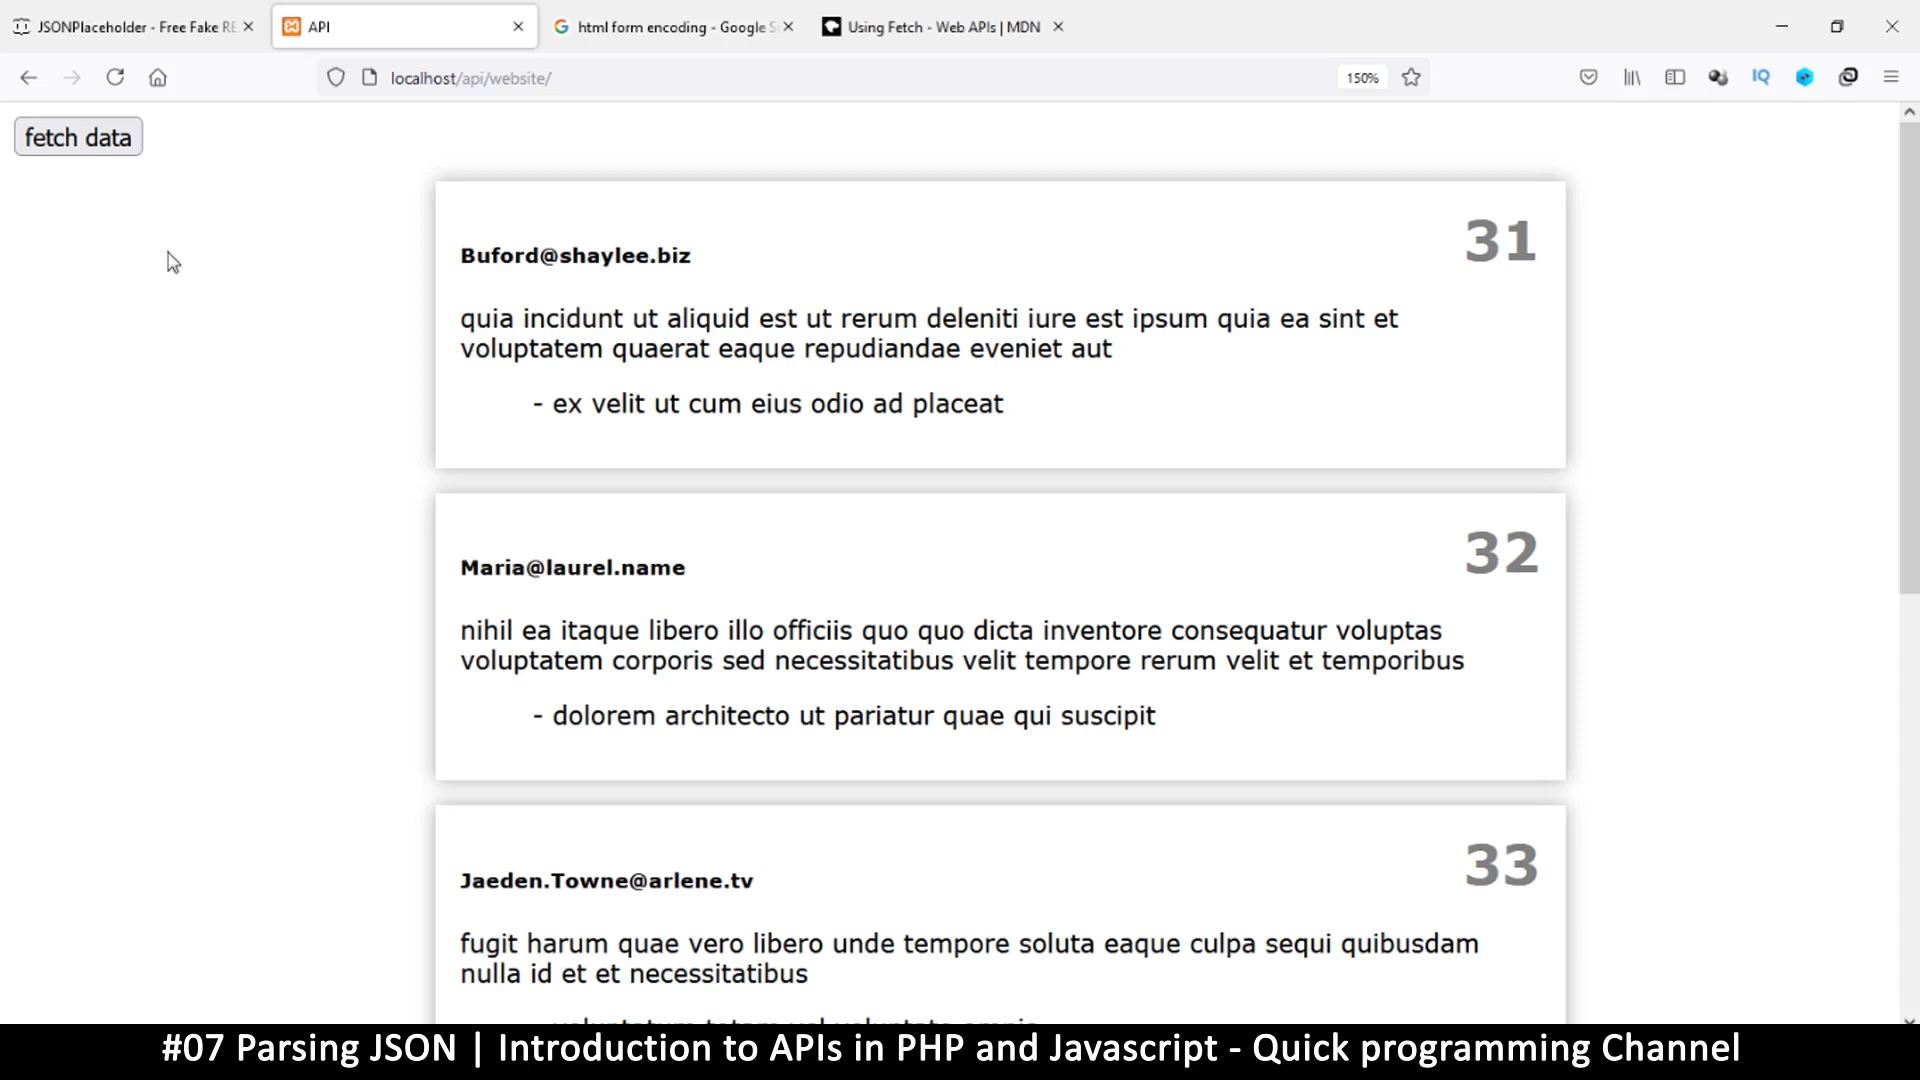 JSONPlaceholder - Free Fake RE
API
html form encoding - Google S
Using Fetch - Web APIs | MDN
localhost/api/website/
150%
IQ
fetch data
31
Buford@shaylee.biz
quia incidunt ut aliquid est ut rerum deleniti iure est ipsum quia ea sint et
voluptatem quaerat eaque repudiandae eveniet aut
- ex velit ut cum eius odio ad placeat
32
Maria@laurel.name
nihil ea itaque libero illo officiis quo quo dicta inventore consequatur voluptas
voluptatem corporis sed necessitatibus velit tempore rerum velit et temporibus
- dolorem architecto ut pariatur quae qui suscipit
33
Jaeden.Towne@arlene.tv
fugit harum quae vero libero unde tempore soluta eaque culpa sequi quibusdam
nulla id et et necessitatibus
#07 Parsing JSON | Introduction to APIs in PHP and Javascript - Quick programming Channel